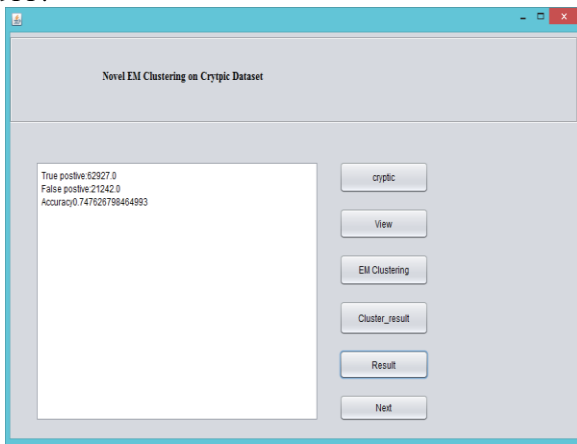 Novel EM Clustering on Crytpic Dataset
True postive:62927.0
False postive:21242.0
Accuracy0.747626798464993
cryptic
View
EM Clustering
Cluster_result
Result
Next